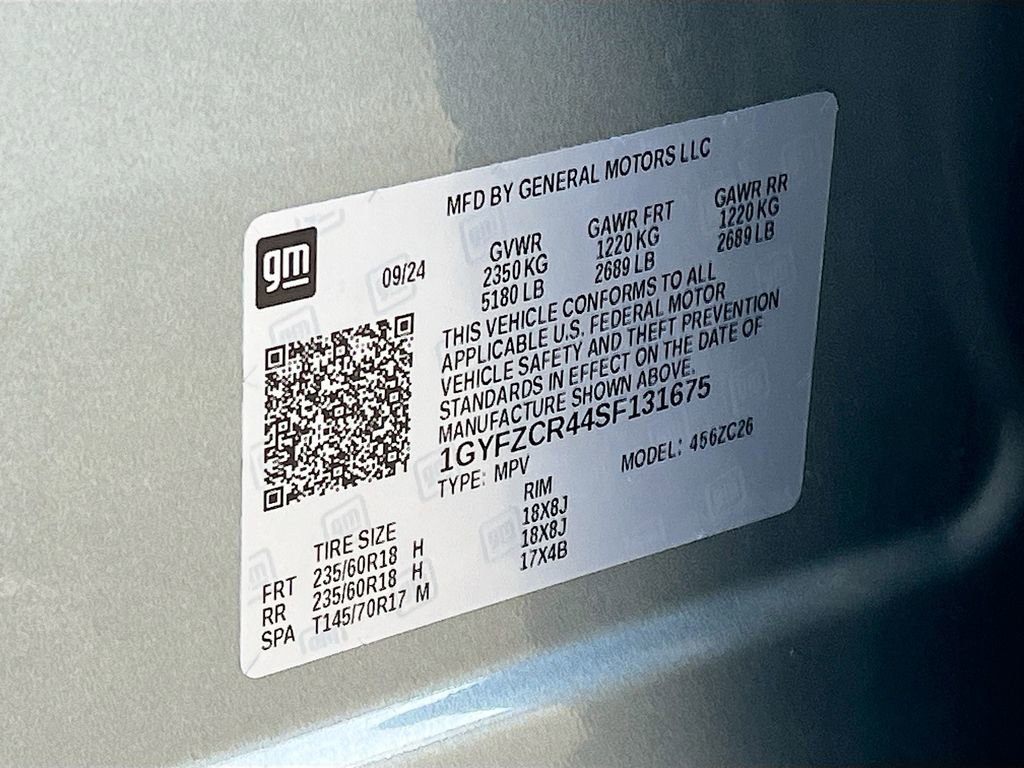 MFD BY GENERAL MOTORS LLC
gm
09/24
GVWR GAWR FRT GAWR RR
2350 KG 1220 KG 1220 KG
5180 LB 2689 LB 2689 LB
THIS VEHICLE CONFORMS TO ALL
APPLICABLE U.S. FEDERAL MOTOR
VEHICLE SAFETY AND THEFT PREVENTION
STANDARDS IN EFFECT ON THE DATE OF
MANUFACTURE SHOWN ABOVE.
1GYFZCR44SF131675
TYPE: MPV MODEL: 456ZC26
TIRE SIZE RIM
FRT 235/60R18 H 18X8J
RR 235/60R18 H 18X8J
SPA T145/70R17 M 17X4B